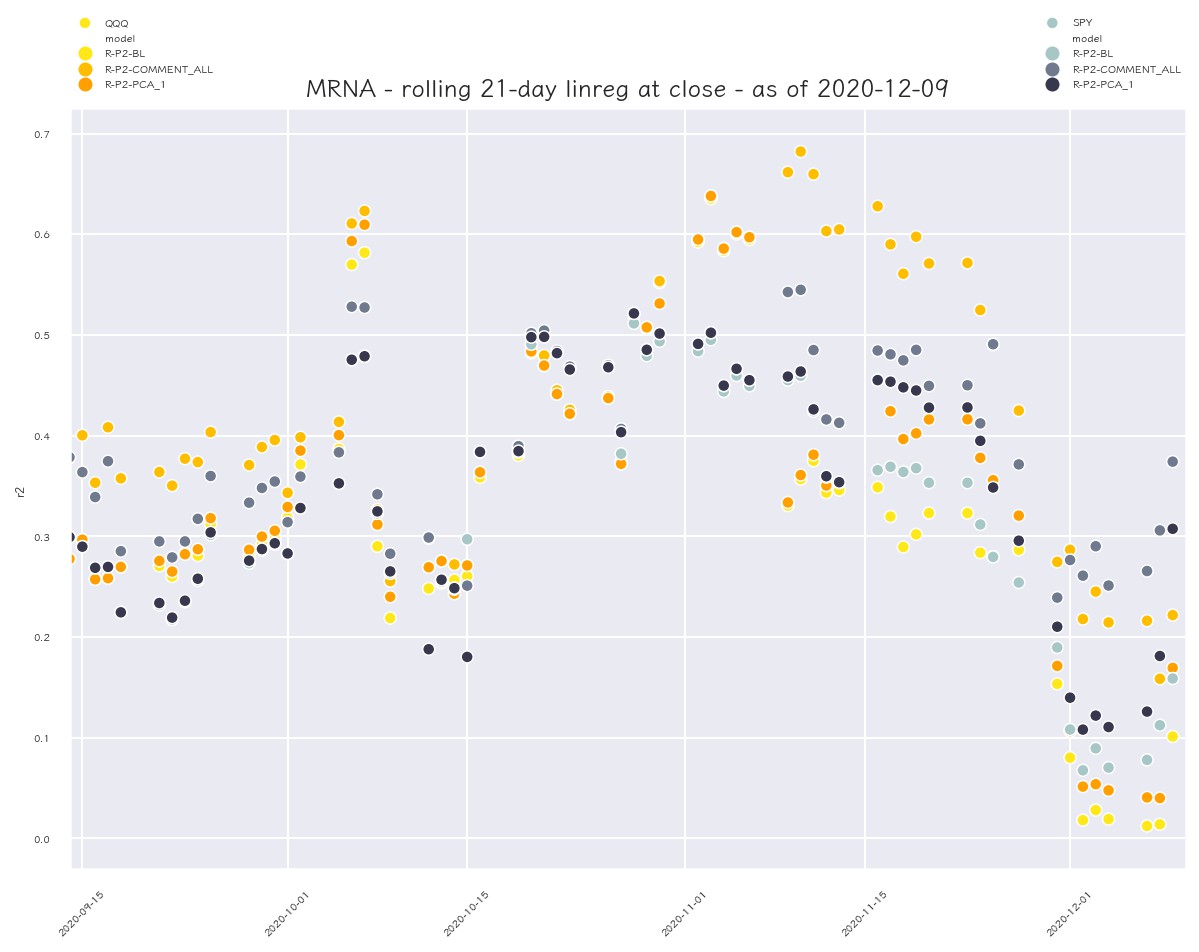 QQQ
model
R-P2-BL
R-P2-COMMENT_ALL
R-P2-PCA_1
SPY
model
R-P2-BL
R-P2-COMMENT_ALL
R-P2-PCA_1
MRNA - rolling 21-day linreg at close - as of 2020-12-09
0.7
0.6
0.5
0.4
0.3
0.2
0.1
0.0
r2
2020-09-15
2020-10-01
2020-10-15
2020-11-01
2020-11-15
2020-12-01